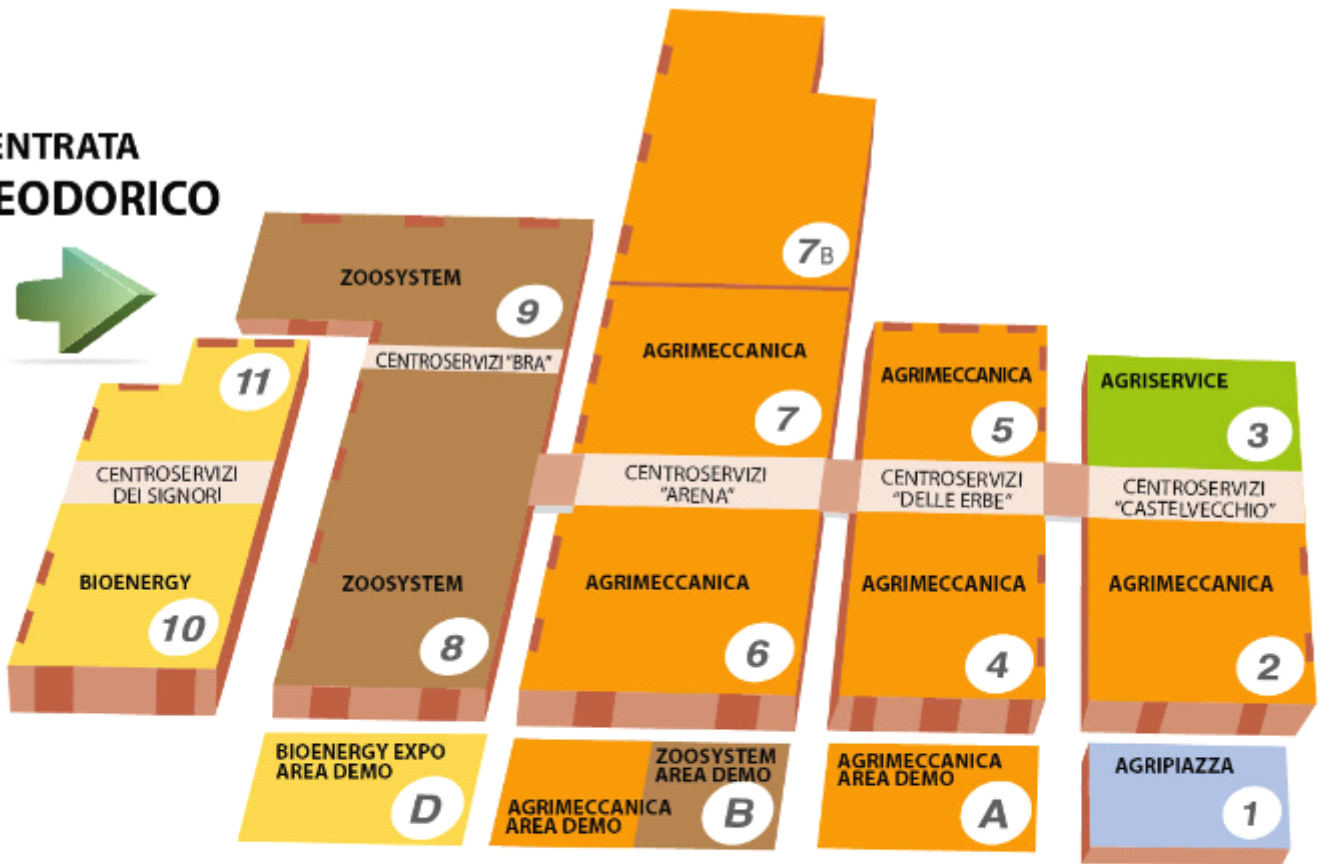 ENTRATA
EODORICO
7B
ZOOSYSTEM
9
CENTROSERVIZI "BRA"
11
AGRIMECCANICA
7
AGRIMECCANICA
5
AGRISERVICE
3
CENTROSERVIZI
DEI SIGNORI
CENTROSERVIZI
"ARENA"
CENTROSERVIZI
"DELLE ERBE"
CENTROSERVIZI
"CASTELVECCHIO"
BIOENERGY
10
ZOOSYSTEM
8
AGRIMECCANICA
6
AGRIMECCANICA
4
AGRIMECCANICA
2
BIOENERGY EXPO
AREA DEMO
D
AGRIMECCANICA
AREA DEMO
ZOOSYSTEM
AREA DEMO
B
AGRIMECCANICA
AREA DEMO
A
AGRIPIAZZA
1